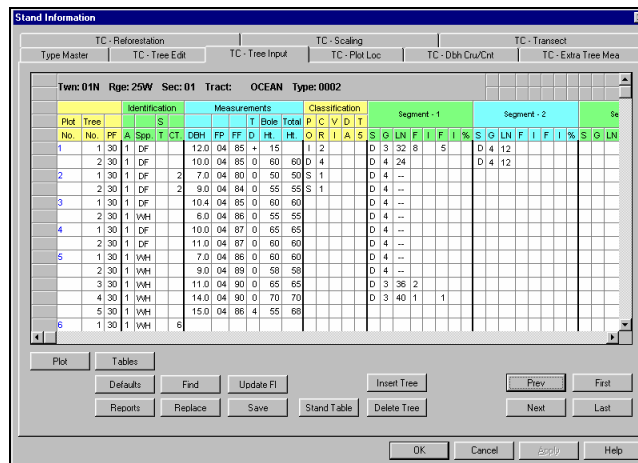 Stand Information
TC - Reforestation TC - Scaling TC - Transect
Type Master TC - Tree Edit TC - Tree Input TC - Plot Loc TC - Dbh Cru/Cnt TC - Extra Tree Mea
Twn: 01N Rge: 25W Sec: 01 Tract: OCEAN Type: 0002
Identification Measurements Classification Segment - 1 Segment - 2 Se
Plot Tree S T Bole Total P C V D T
No. No. PF A Spp. T CT. DBH FP FF D Ht. Ht. O R I A 5 S G LN F I F I % S G LN F I F I % S G LN
1 1 30 1 DF 12.0 04 85 + 15 I 2 D 3 32 8 5 S G 4 12
2 30 1 DF 10.0 04 85 0 60 60 D 4 D 4 24 D 4 12
2 1 30 1 DF 2 7.0 04 80 0 50 50 S 1 D 4 --
2 30 1 DF 2 9.0 04 84 0 55 55 S 1 D 4 --
3 1 30 1 DF 10.4 04 85 0 60 60 D 4 --
2 30 1 WH 6.0 04 86 0 55 55 D 4 --
4 1 30 1 DF 10.0 04 87 0 65 65 D 4 --
2 30 1 DF 11.0 04 87 0 60 60 D 4 --
5 1 30 1 WH 7.0 04 86 0 60 60 D 4 --
2 30 1 WH 9.0 04 89 0 58 58 D 4 --
3 30 1 WH 11.0 04 90 0 65 65 D 3 36 2
4 30 1 WH 14.0 04 90 0 70 70 D 3 40 1 1
5 30 1 WH 15.0 04 86 4 55 68
6 1 30 1 WH 6
Plot Tables
Defaults Find Update FI Insert Tree Prev First
Reports Replace Save Stand Table Delete Tree Next Last
OK Cancel Apply Help